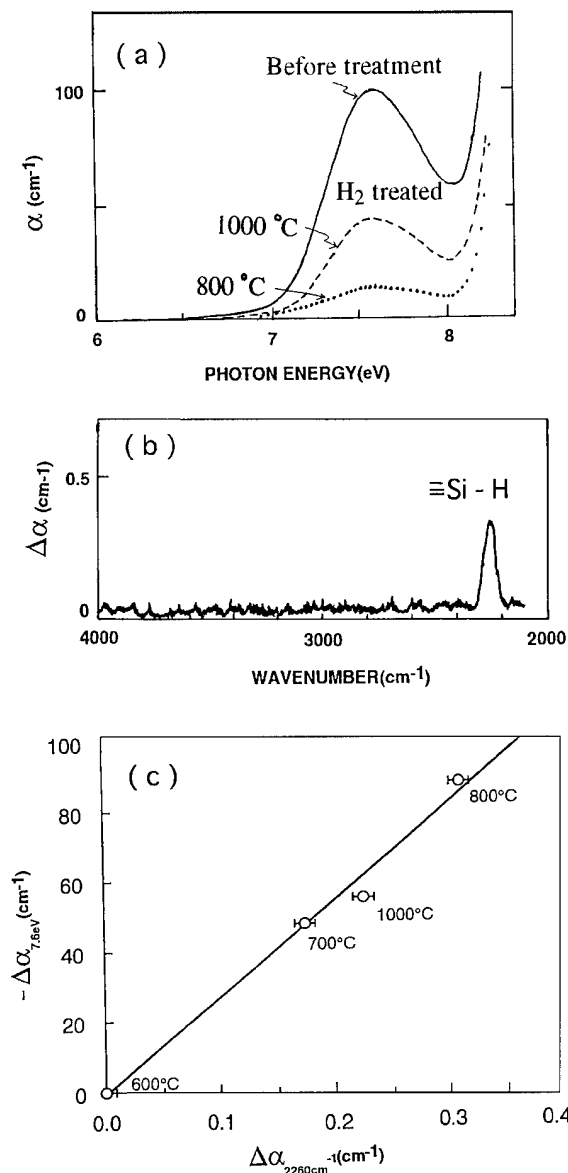 ( a )
Before treatment
100
α (cm-1)
H2 treated
1000 °C
800 °C
0
6
7
8
PHOTON ENERGY(eV)
( b )
0.5
≡Si - H
Δα (cm-1)
0
4000
3000
2000
WAVENUMBER(cm-1)
( c )
100
80
60
40
20
0
- Δα7.6eV(cm-1)
800°C
1000°C
700°C
600°C
0.0
0.1
0.2
0.3
0.4
Δα2260cm-1(cm-1)